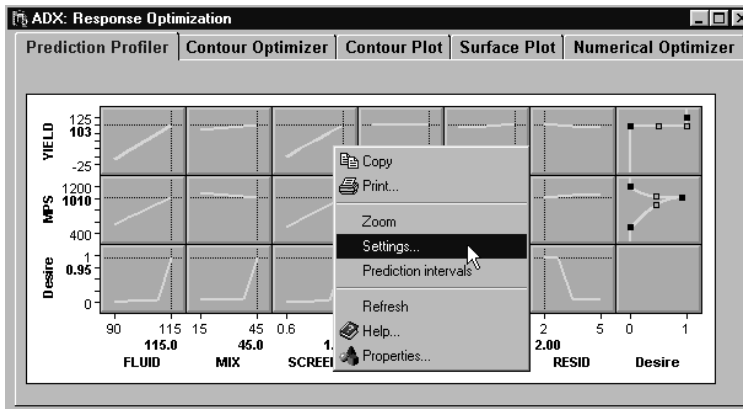 ADX: Response Optimization
Prediction Profiler Contour Optimizer Contour Plot Surface Plot Numerical Optimizer
YIELD
125
103
-25
MPS
1200
1010
400
Desire
1
0.95
0
Copy
Print...
Zoom
Settings...
Prediction intervals
Refresh
Help...
Properties...
90 115 15 45 0.6 2 5 0 1
115.0 45.0 1. 2.00
FLUID MIX SCREE RESID Desire